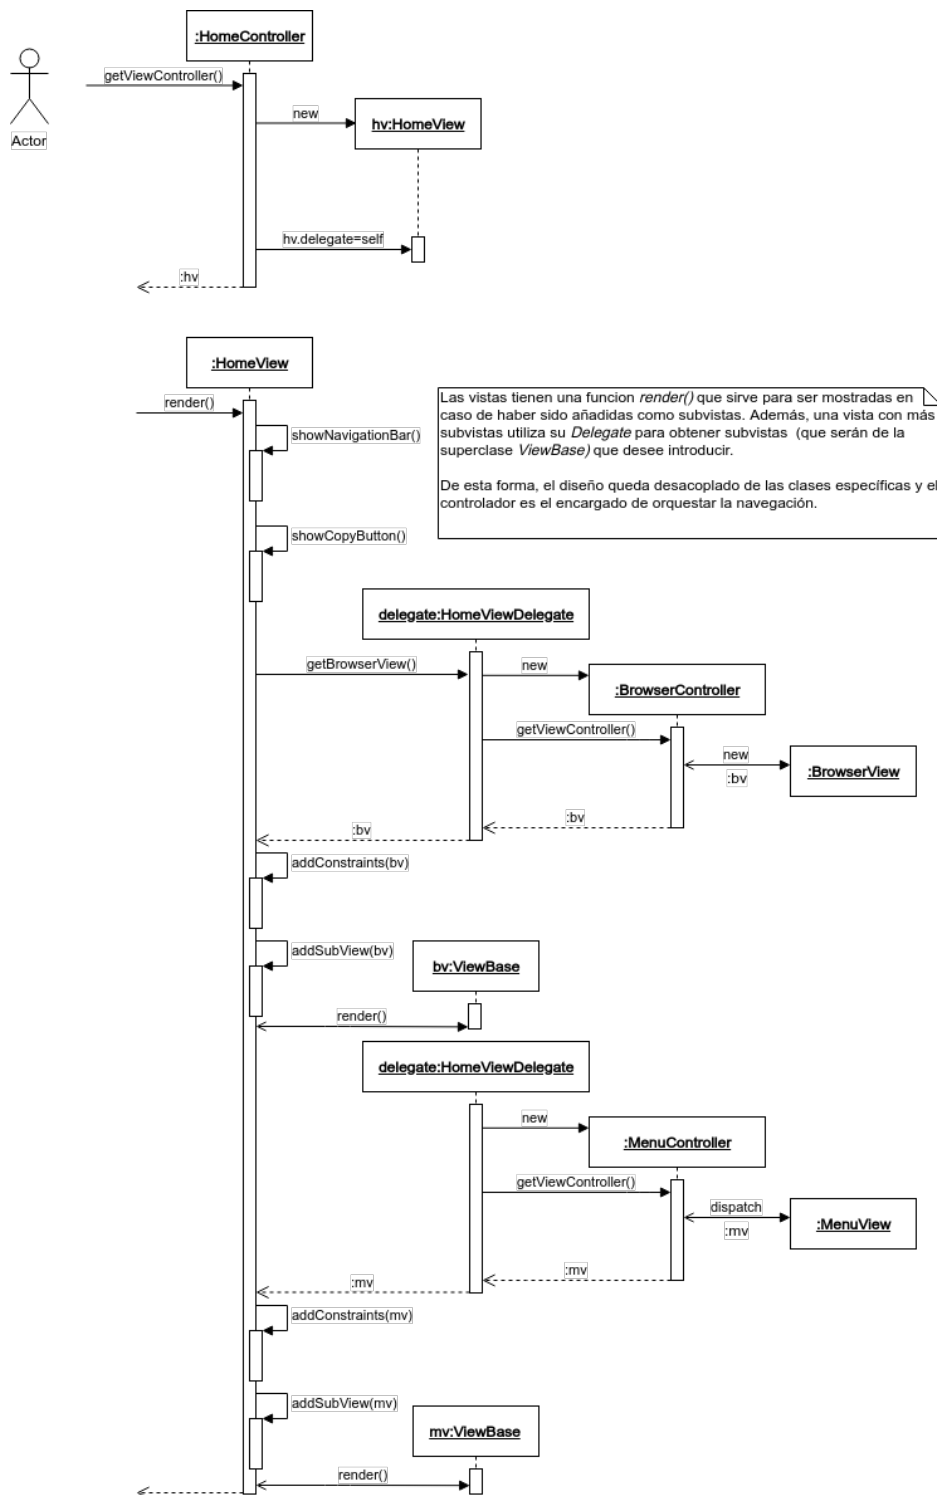 :HomeController
getViewController()
Actor
new
hv:HomeView
hv.delegate=self
:hv
:HomeView
render()
showNavigationBar()
showCopyButton()
Las vistas tienen una funcion render() que sirve para ser mostradas en
caso de haber sido añadidas como subvistas. Además, una vista con más
subvistas utiliza su Delegate para obtener subvistas (que serán de la
superclase ViewBase) que desee introducir.
De esta forma, el diseño queda desacoplado de las clases específicas y el
controlador es el encargado de orquestar la navegación.
delegate:HomeViewDelegate
getBrowserView()
new
:BrowserController
getViewController()
new
:bv
:BrowserView
:bv
:bv
addConstraints(bv)
addSubView(bv)
bv:ViewBase
render()
delegate:HomeViewDelegate
new
:MenuController
getViewController()
dispatch
:mv
:MenuView
:mv
:mv
addConstraints(mv)
addSubView(mv)
mv:ViewBase
render()